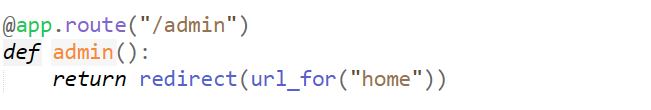 @app.route("/admin")
def admin():
    return redirect(url_for("home"))